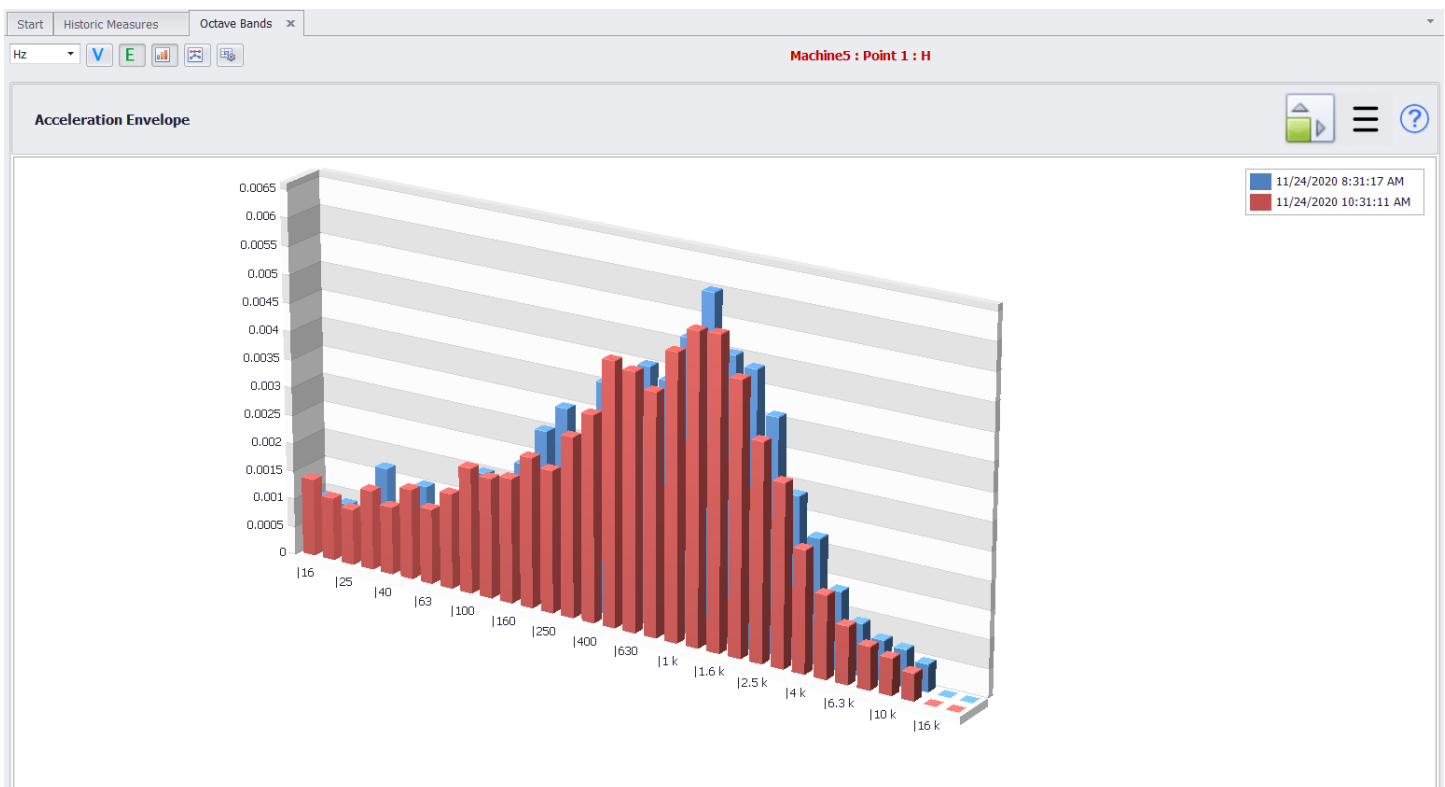 Start Historic Measures Octave Bands ×
Hz V E Machine5 : Point 1 : H
Acceleration Envelope ?
11/24/2020 8:31:17 AM
11/24/2020 10:31:11 AM
0.0065
0.006
0.0055
0.005
0.0045
0.004
0.0035
0.003
0.0025
0.002
0.0015
0.001
0.0005
0
|16 |25 |40 |63 |100 |160 |250 |400 |630 |1 k |1.6 k |2.5 k |4 k |6.3 k |10 k |16 k